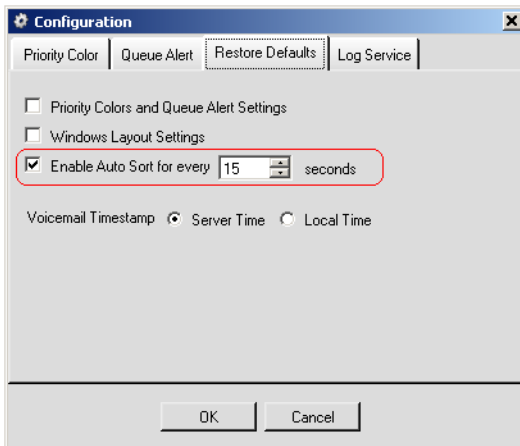 Configuration
Priority Color Queue Alert Restore Defaults Log Service
Priority Colors and Queue Alert Settings
Windows Layout Settings
Enable Auto Sort for every 15 seconds
Voicemail Timestamp Server Time Local Time
OK Cancel